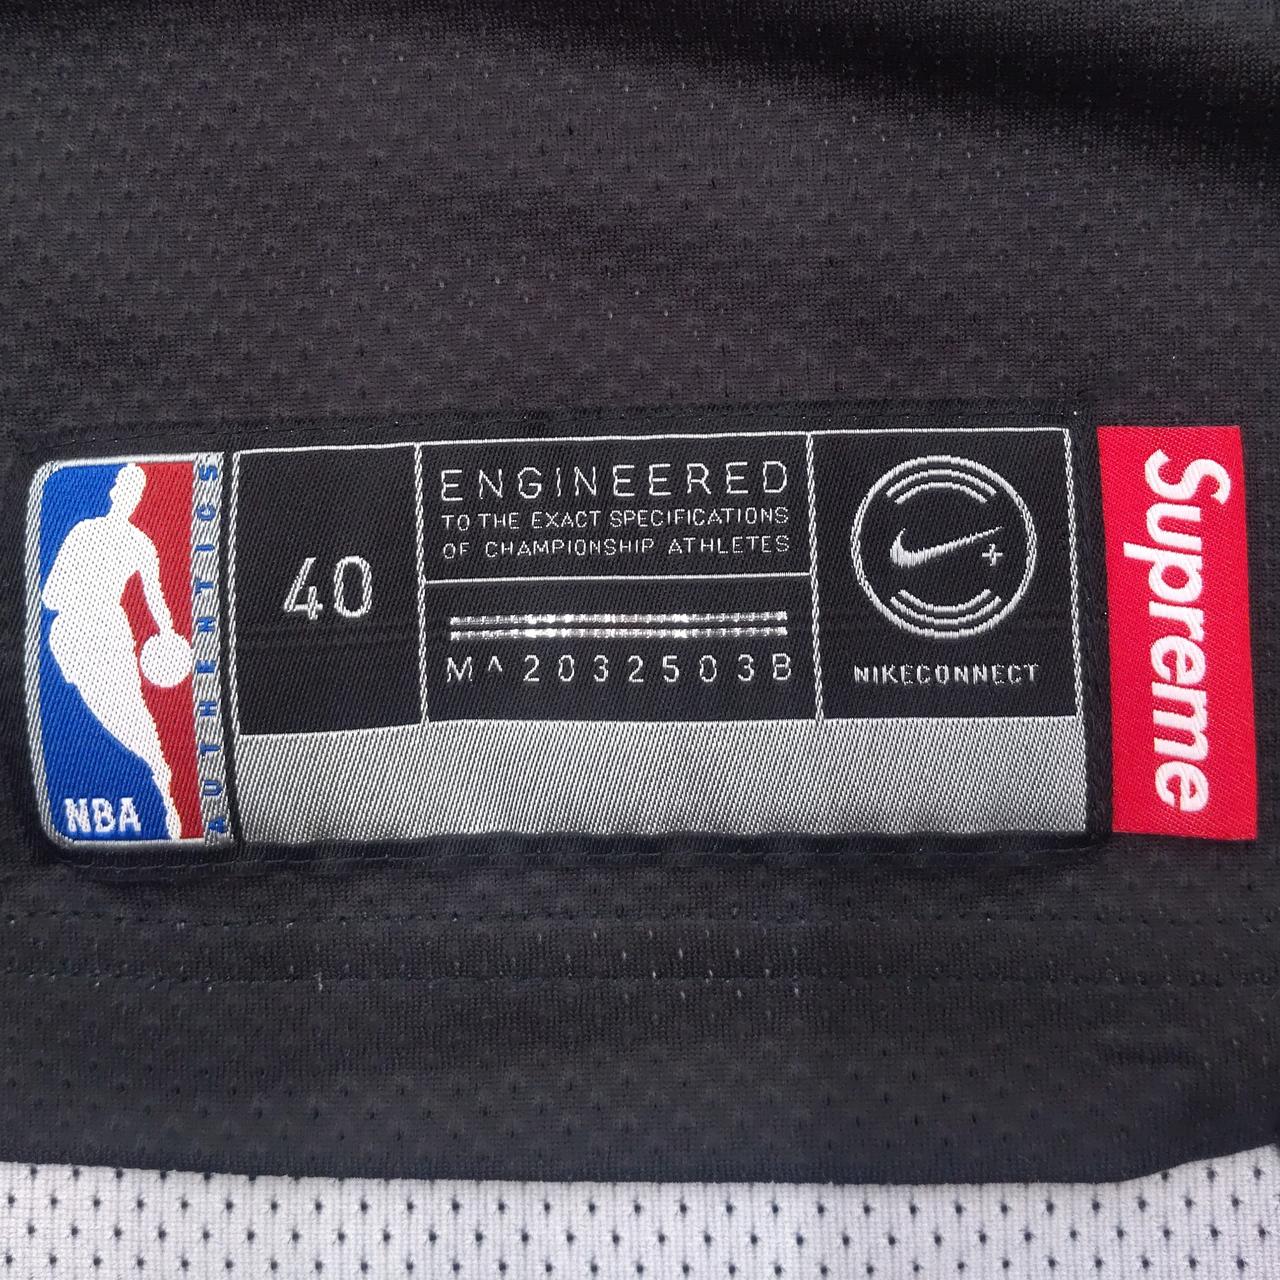 NBA
AUTHENTICS
40
ENGINEERED
TO THE EXACT SPECIFICATIONS
OF CHAMPIONSHIP ATHLETES
M^2032503B
NIKECONNECT
Supreme